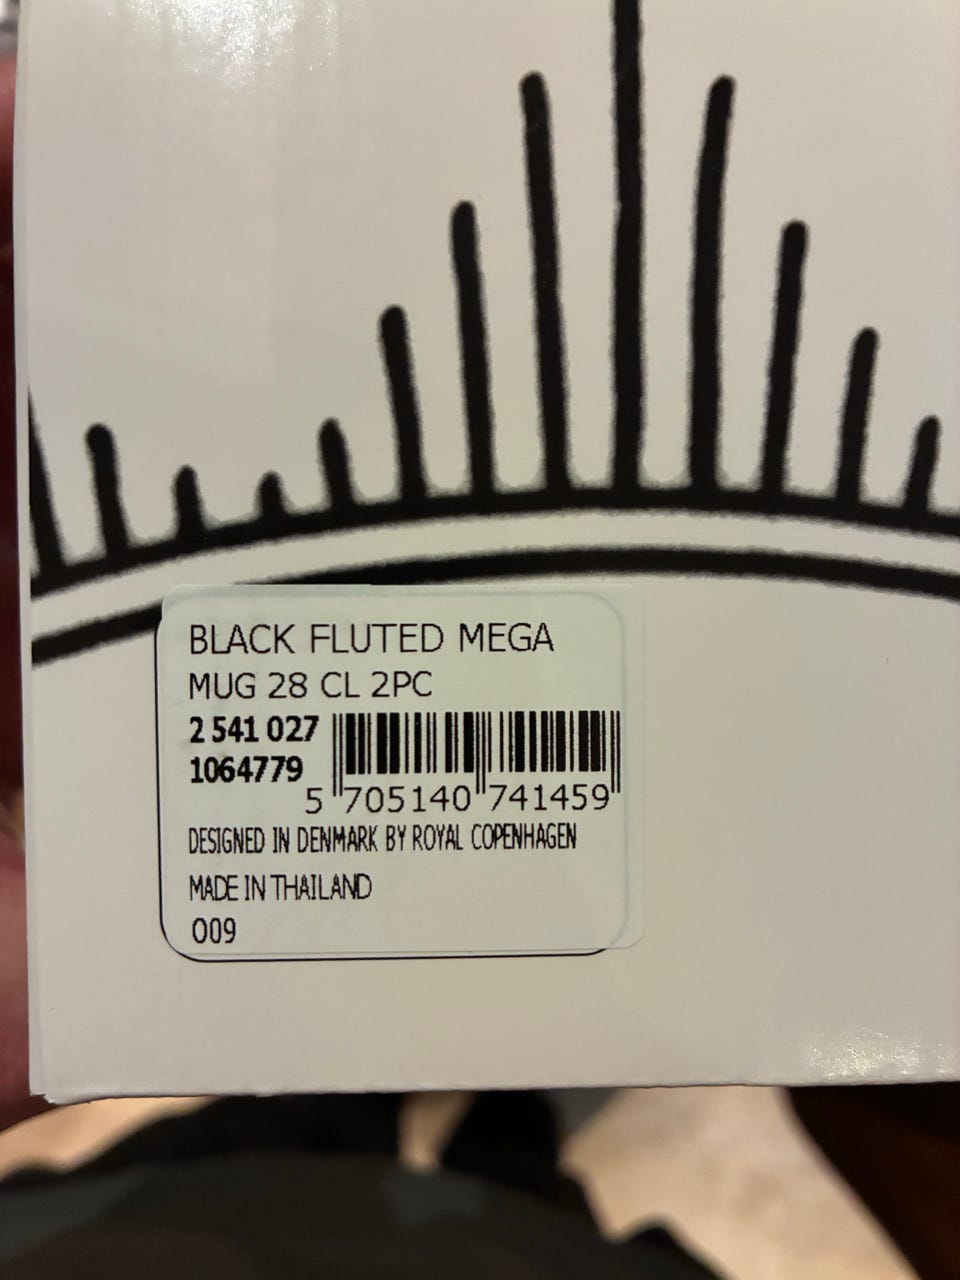 BLACK FLUTED MEGA
MUG 28 CL 2PC
2 541 027
1064779
5 705140 741459
DESIGNED IN DENMARK BY ROYAL COPENHAGEN
MADE IN THAILAND
009